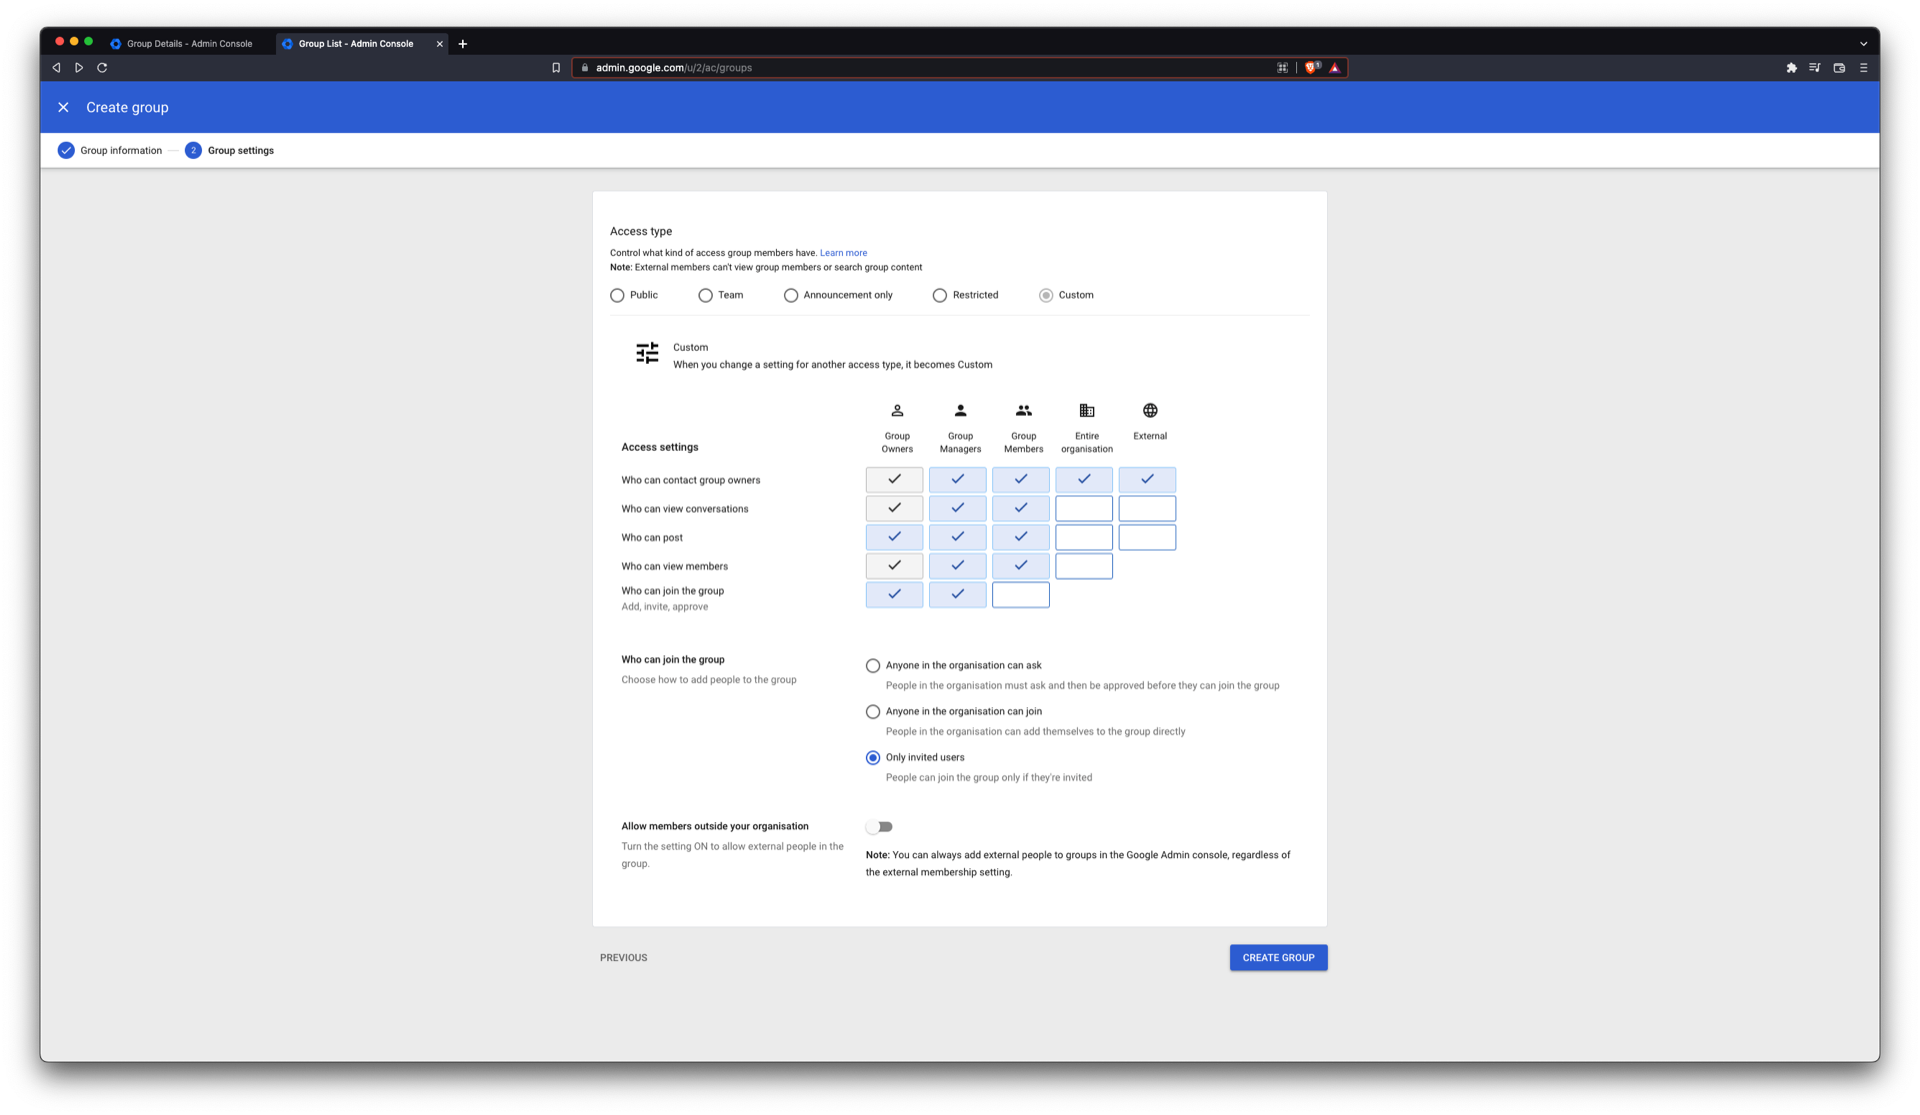 Group Details - Admin Console
Group List - Admin Console
admin.google.com/u/2/ac/groups
1
Create group
Group information
2
Group settings
Access type
Control what kind of access group members have. Learn more
Note: External members can't view group members or search group content
Public
Team
Announcement only
Restricted
Custom
Custom
When you change a setting for another access type, it becomes Custom
Access settings
Group
Owners
Group
Managers
Group
Members
Entire
organisation
External
Who can contact group owners
Who can view conversations
Who can post
Who can view members
Who can join the group
Add, invite, approve
Who can join the group
Choose how to add people to the group
Anyone in the organisation can ask
People in the organisation must ask and then be approved before they can join the group
Anyone in the organisation can join
People in the organisation can add themselves to the group directly
Only invited users
People can join the group only if they're invited
Allow members outside your organisation
Turn the setting ON to allow external people in the
group.
Note: You can always add external people to groups in the Google Admin console, regardless of
the external membership setting.
PREVIOUS
CREATE GROUP